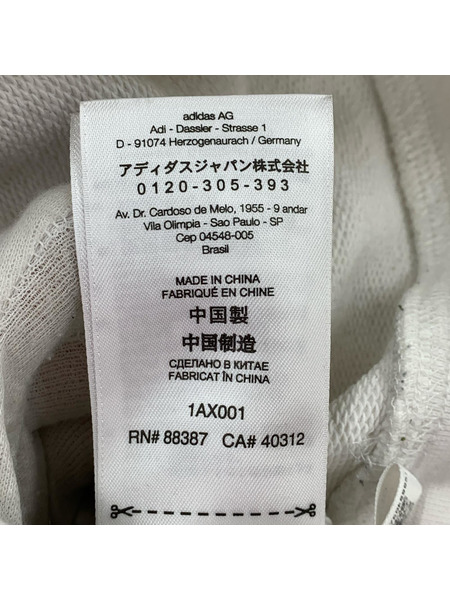 adidas AG
Adi - Dassler - Strasse 1
D - 91074 Herzogenaurach / Germany
アディダスジャパン株式会社
0120-305-393
Av. Dr. Cardoso de Melo, 1955 - 9 andar
Vila Olimpia - Sao Paulo - SP
Cep 04548-005
Brasil
MADE IN CHINA
FABRIQUÉ EN CHINE
中国製
中国制造
СДЕЛАНО В КИТАЕ
FABRICAT ÎN CHINA
1AX001
RN# 88387 CA# 40312